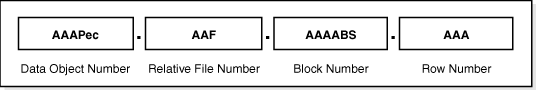 AAAPec . AAF . AAAABS . AAA
Data Object Number Relative File Number Block Number Row Number